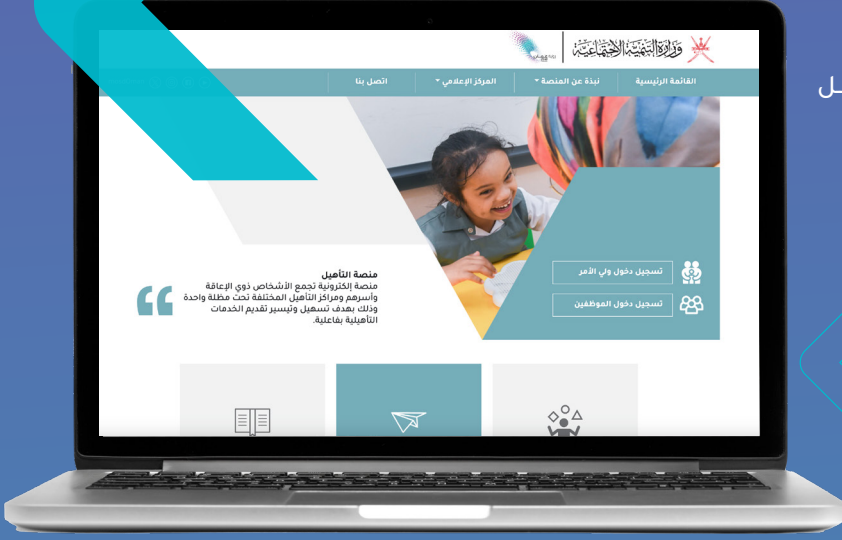 وزارة التنمية الاجتماعية
القائمة الرئيسية
نبذة عن المنصة
المركز الإعلامي
اتصل بنا
تسجيل دخول ولي الأمر
تسجيل دخول الموظفين
منصة التأهيل
منصة إلكترونية تجمع الأشخاص ذوي الإعاقة
وأسرهم ومراكز التأهيل المختلفة تحت مظلة واحدة
وذلك بهدف تسهيل وتيسير تقديم الخدمات
التأهيلية بفاعلية.